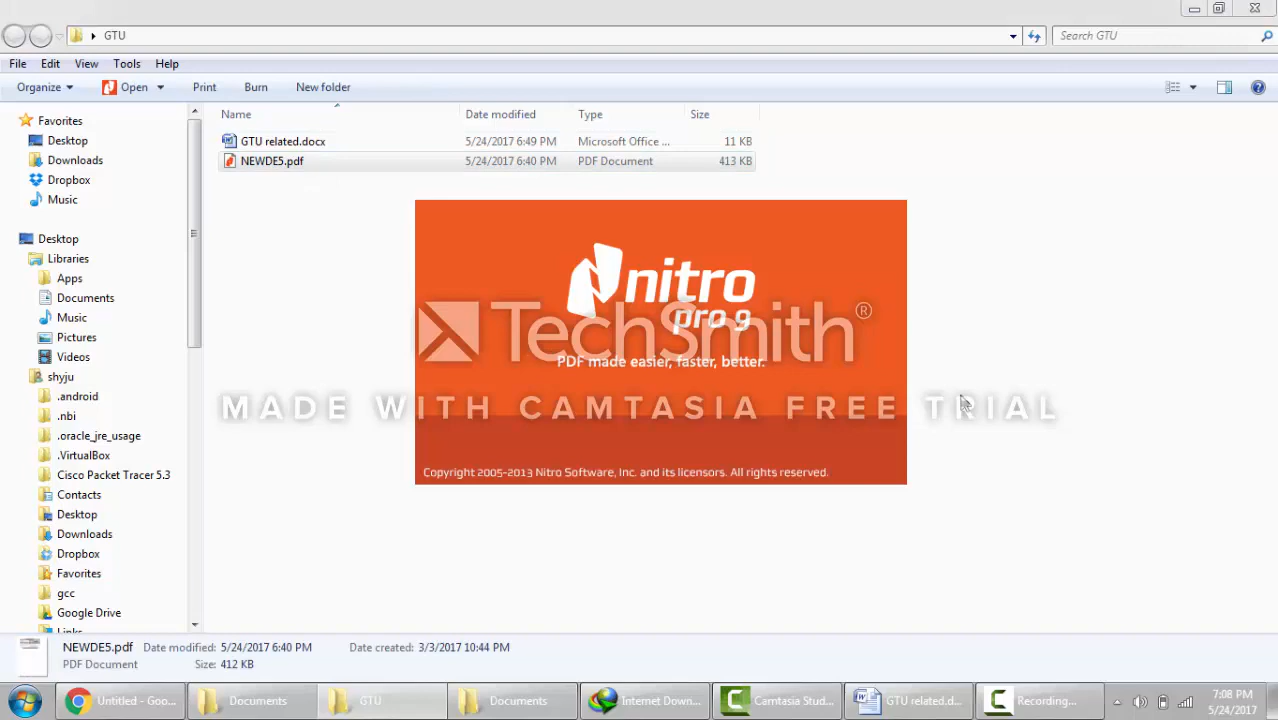 GTU
Search GTU
File Edit View Tools Help
Organize Open Print Burn New folder
Name Date modified Type Size
GTU related.docx 5/24/2017 6:49 PM Microsoft Office ... 11 KB
NEWDE5.pdf 5/24/2017 6:40 PM PDF Document 413 KB
Favorites
Desktop
Downloads
Dropbox
Music
Desktop
Libraries
Apps
Documents
Music
Pictures
Videos
shyju
.android
.nbi
.oracle_jre_usage
.VirtualBox
Cisco Packet Tracer 5.3
Contacts
Desktop
Downloads
Dropbox
Favorites
gcc
Google Drive
Links
nitro
pro 9
TechSmith®
PDF made easier, faster, better.
MADE WITH CAMTASIA FREE TRIAL
Copyright 2005-2013 Nitro Software, Inc. and its licensors. All rights reserved.
NEWDE5.pdf Date modified: 5/24/2017 6:40 PM Date created: 3/3/2017 10:44 PM
PDF Document Size: 412 KB
Untitled - Goo... Documents GTU Documents Internet Down... Camtasia Stud... GTU related.d... Recording...
7:08 PM
5/24/2017